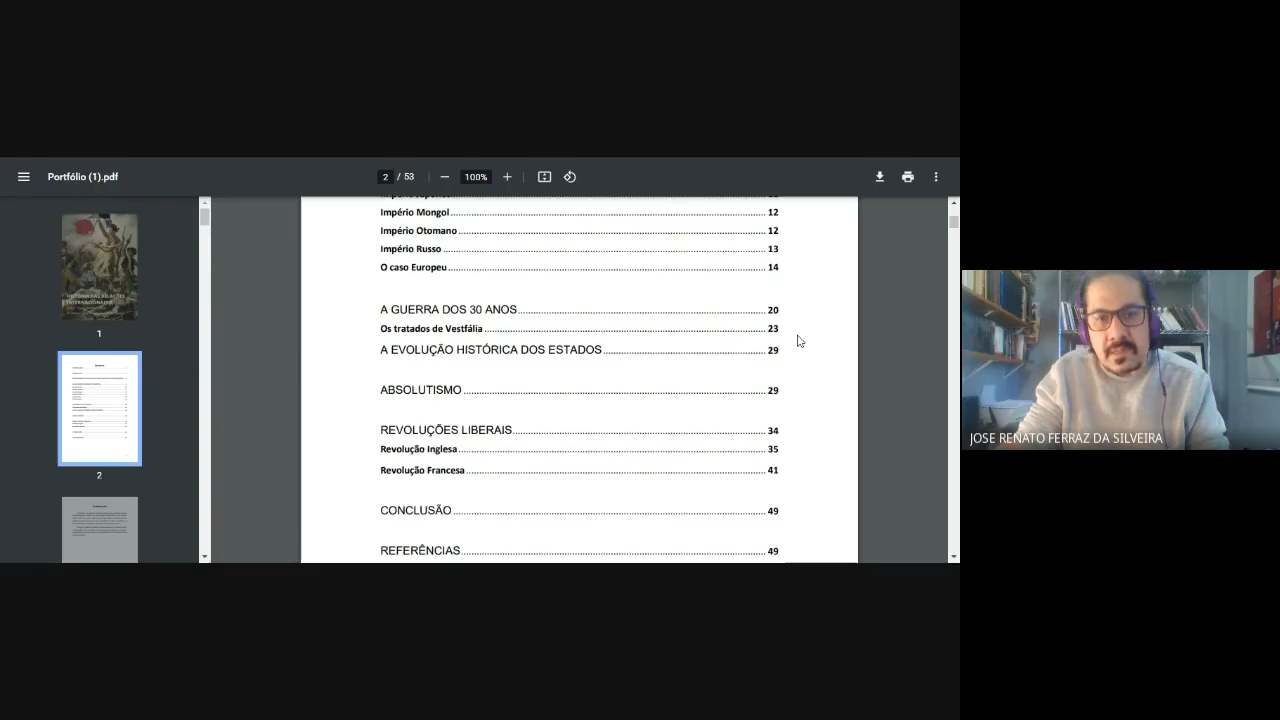 Portfólio (1).pdf
2 / 53
100%
Império Mongol 12
Império Otomano 12
Império Russo 13
O caso Europeu 14
A GUERRA DOS 30 ANOS 20
Os tratados de Vestfália 23
A EVOLUÇÃO HISTÓRICA DOS ESTADOS 29
ABSOLUTISMO 29
REVOLUÇÕES LIBERAIS 34
Revolução Inglesa 35
Revolução Francesa 41
CONCLUSÃO 49
REFERÊNCIAS 49
1
2
JOSE RENATO FERRAZ DA SILVEIRA